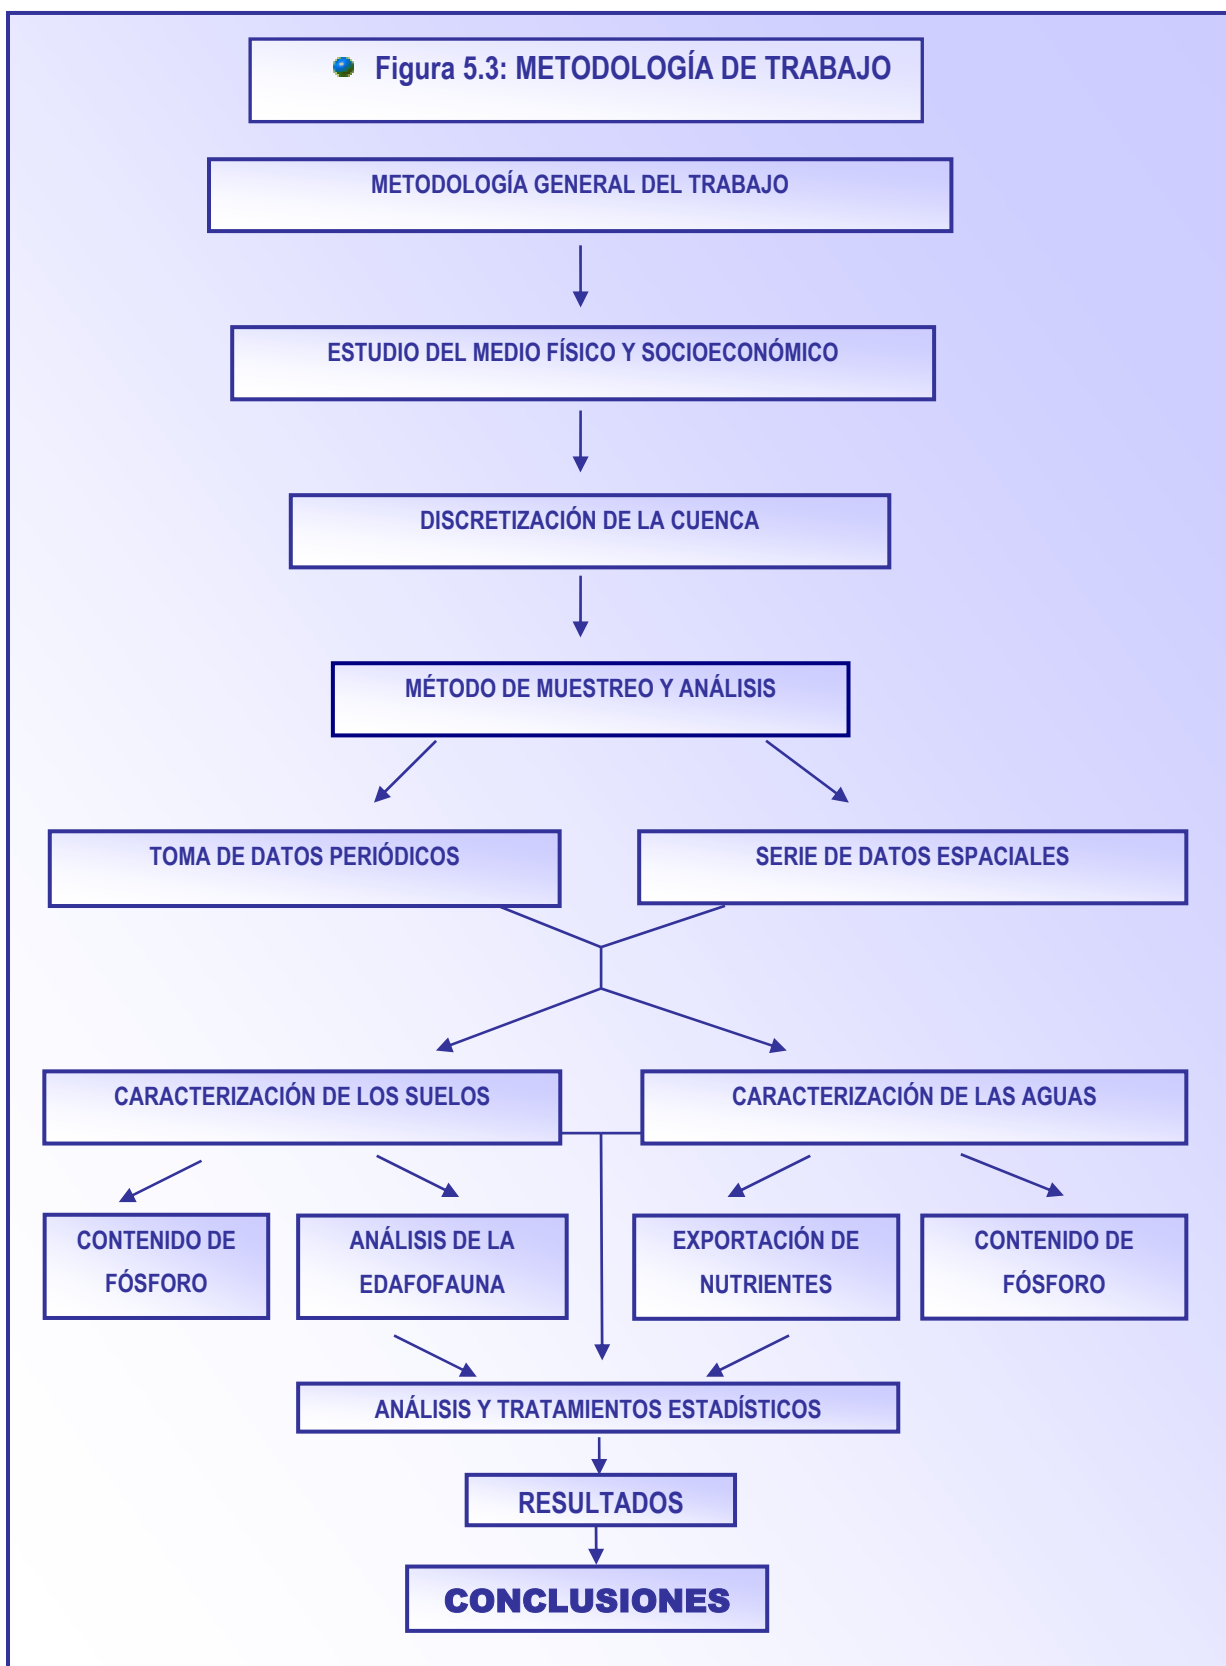 Figura 5.3: METODOLOGÍA DE TRABAJO
METODOLOGÍA GENERAL DEL TRABAJO
ESTUDIO DEL MEDIO FÍSICO Y SOCIOECONÓMICO
DISCRETIZACIÓN DE LA CUENCA
MÉTODO DE MUESTREO Y ANÁLISIS
TOMA DE DATOS PERIÓDICOS
SERIE DE DATOS ESPACIALES
CARACTERIZACIÓN DE LOS SUELOS
CARACTERIZACIÓN DE LAS AGUAS
CONTENIDO DE
FÓSFORO
ANÁLISIS DE LA
EDAFOFAUNA
EXPORTACIÓN DE
NUTRIENTES
CONTENIDO DE
FÓSFORO
ANÁLISIS Y TRATAMIENTOS ESTADÍSTICOS
RESULTADOS
CONCLUSIONES